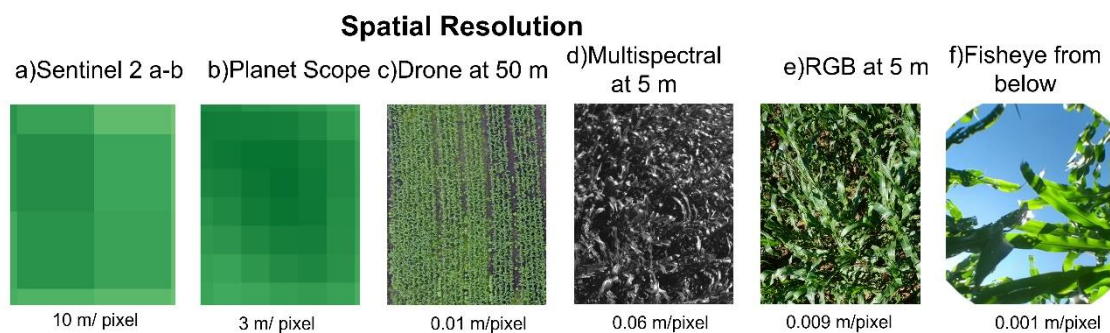 Spatial Resolution
a)Sentinel 2 a-b
b)Planet Scope
c)Drone at 50 m
d)Multispectral
at 5 m
e)RGB at 5 m
f)Fisheye from
below
10 m/ pixel
3 m/ pixel
0.01 m/pixel
0.06 m/pixel
0.009 m/pixel
0.001 m/pixel